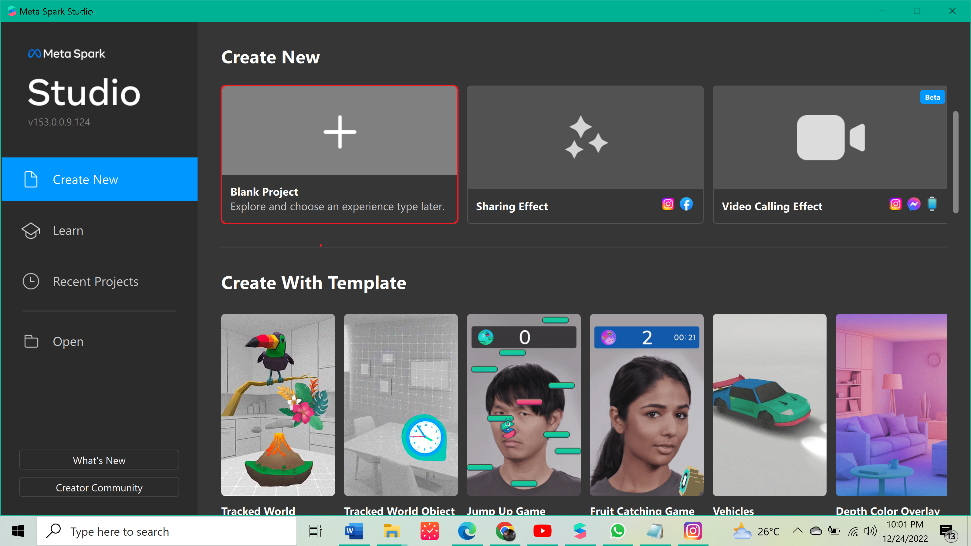 Meta Spark Studio
Meta Spark
Studio
v153.0.0.9.124
Create New
Learn
Recent Projects
Open
What's New
Creator Community
Create New
Blank Project
Explore and choose an experience type later.
Sharing Effect
Beta
Video Calling Effect
Create With Template
0
2
00:21
Tracked World
Tracked World Object
Jump Up Game
Fruit Catching Game
Vehicles
Depth Color Overlay
Type here to search
26°C
10:01 PM
12/24/2022
13